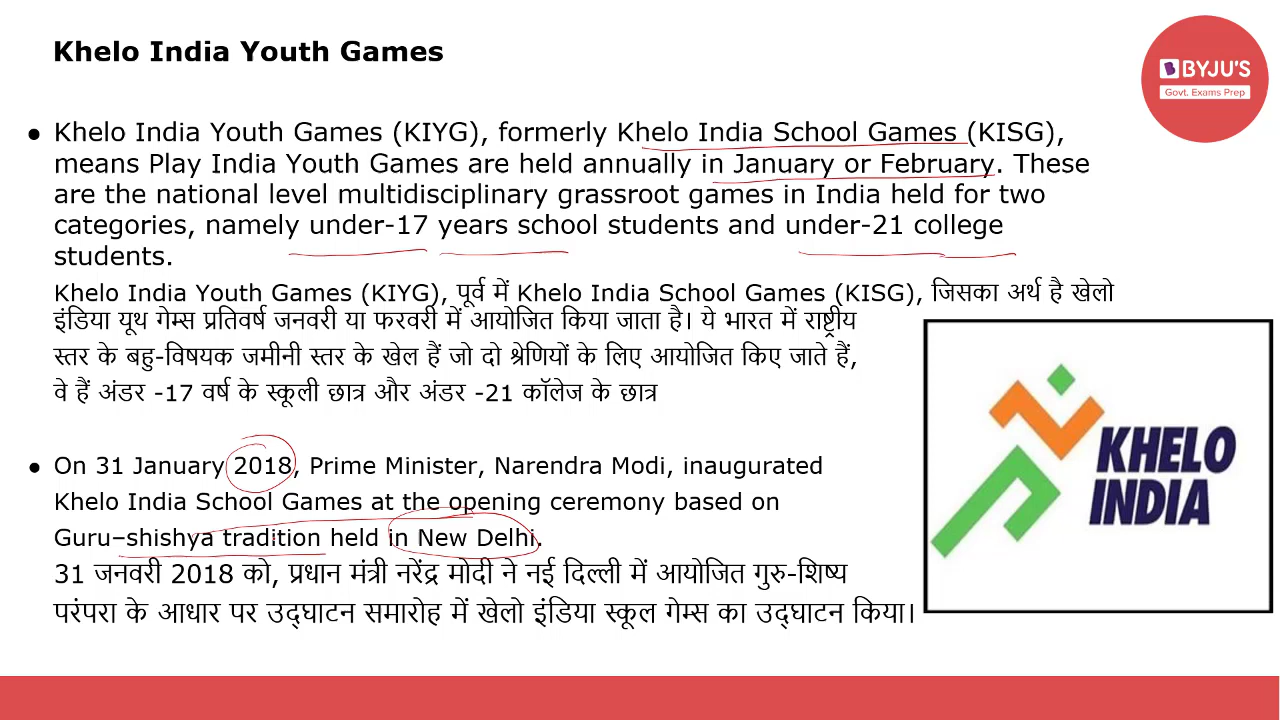 Khelo India Youth Games
BYJU'S
Govt. Exams Prep
● Khelo India Youth Games (KIYG), formerly Khelo India School Games (KISG),
means Play India Youth Games are held annually in January or February. These
are the national level multidisciplinary grassroot games in India held for two
categories, namely under-17 years school students and under-21 college
students.
Khelo India Youth Games (KIYG), पूर्व में Khelo India School Games (KISG), जिसका अर्थ है खेलो
इंडिया यूथ गेम्स प्रतिवर्ष जनवरी या फरवरी में आयोजित किया जाता है। ये भारत में राष्ट्रीय
स्तर के बहु-विषयक जमीनी स्तर के खेल हैं जो दो श्रेणियों के लिए आयोजित किए जाते हैं,
वे हैं अंडर -17 वर्ष के स्कूली छात्र और अंडर -21 कॉलेज के छात्र
● On 31 January 2018, Prime Minister, Narendra Modi, inaugurated
Khelo India School Games at the opening ceremony based on
Guru–shishya tradition held in New Delhi.
31 जनवरी 2018 को, प्रधान मंत्री नरेंद्र मोदी ने नई दिल्ली में आयोजित गुरु-शिष्य
परंपरा के आधार पर उद्घाटन समारोह में खेलो इंडिया स्कूल गेम्स का उद्घाटन किया।
KHELO
INDIA